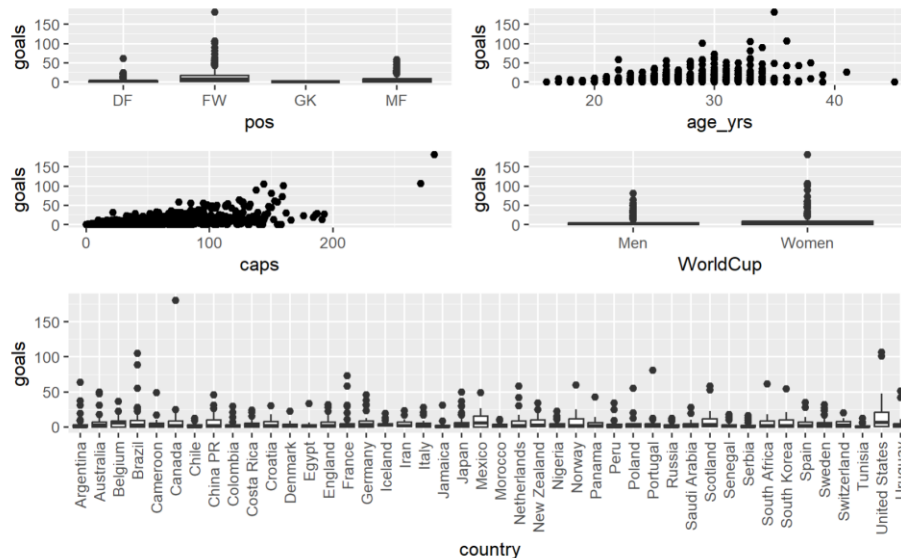 goals
150
100
50
0
DF
FW
GK
MF
pos
goals
150
100
50
0
20
30
40
age_yrs
goals
150
100
50
0
0
100
200
caps
goals
150
100
50
0
Men
Women
WorldCup
goals
150
100
50
0
Argentina
Australia
Belgium
Brazil
Cameroon
Canada
Chile
China PR
Colombia
Costa Rica
Croatia
Denmark
Egypt
England
France
Germany
Iceland
Iran
Italy
Jamaica
Japan
Mexico
Morocco
Netherlands
New Zealand
Nigeria
Norway
Panama
Peru
Poland
Portugal
Russia
Saudi Arabia
Scotland
Senegal
Serbia
South Africa
South Korea
Spain
Sweden
Switzerland
Tunisia
United States
Uruguay
country